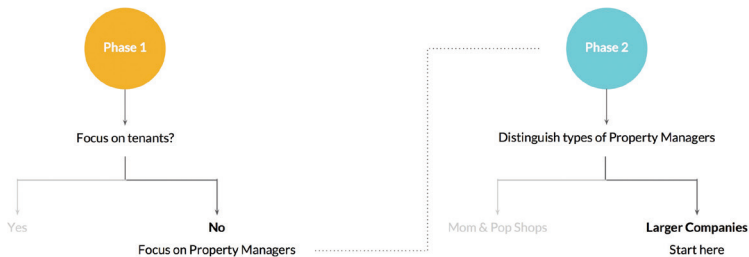 Phase 1
Focus on tenants?
Yes
No
Focus on Property Managers
Phase 2
Distinguish types of Property Managers
Mom & Pop Shops
Larger Companies
Start here